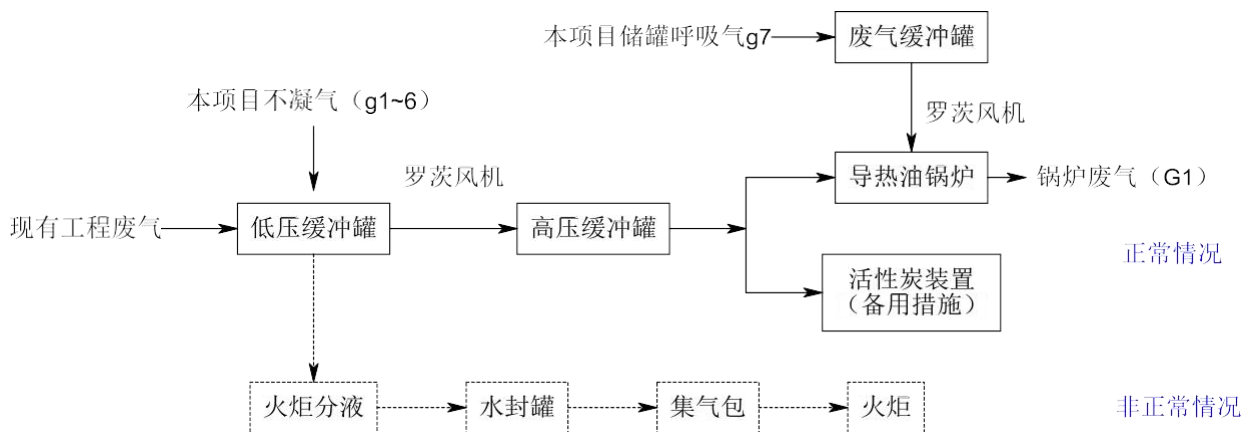 本项目储罐呼吸气g7
废气缓冲罐
本项目不凝气（g1~6）
罗茨风机
罗茨风机
导热油锅炉
锅炉废气（G1）
现有工程废气
低压缓冲罐
高压缓冲罐
正常情况
活性炭装置
（备用措施）
火炬分液
水封罐
集气包
火炬
非正常情况